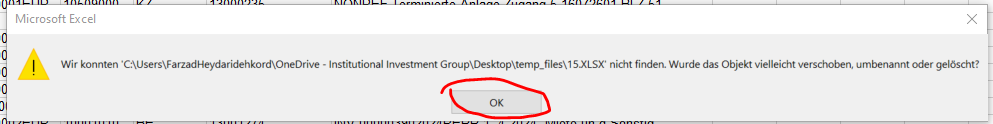 Microsoft Excel
Wir konnten 'C:\Users\FarzadHeydaridehkord\OneDrive - Institutional Investment Group\Desktop\temp_files\15.XLSX' nicht finden. Wurde das Objekt vielleicht verschoben, umbenannt oder gelöscht?
OK